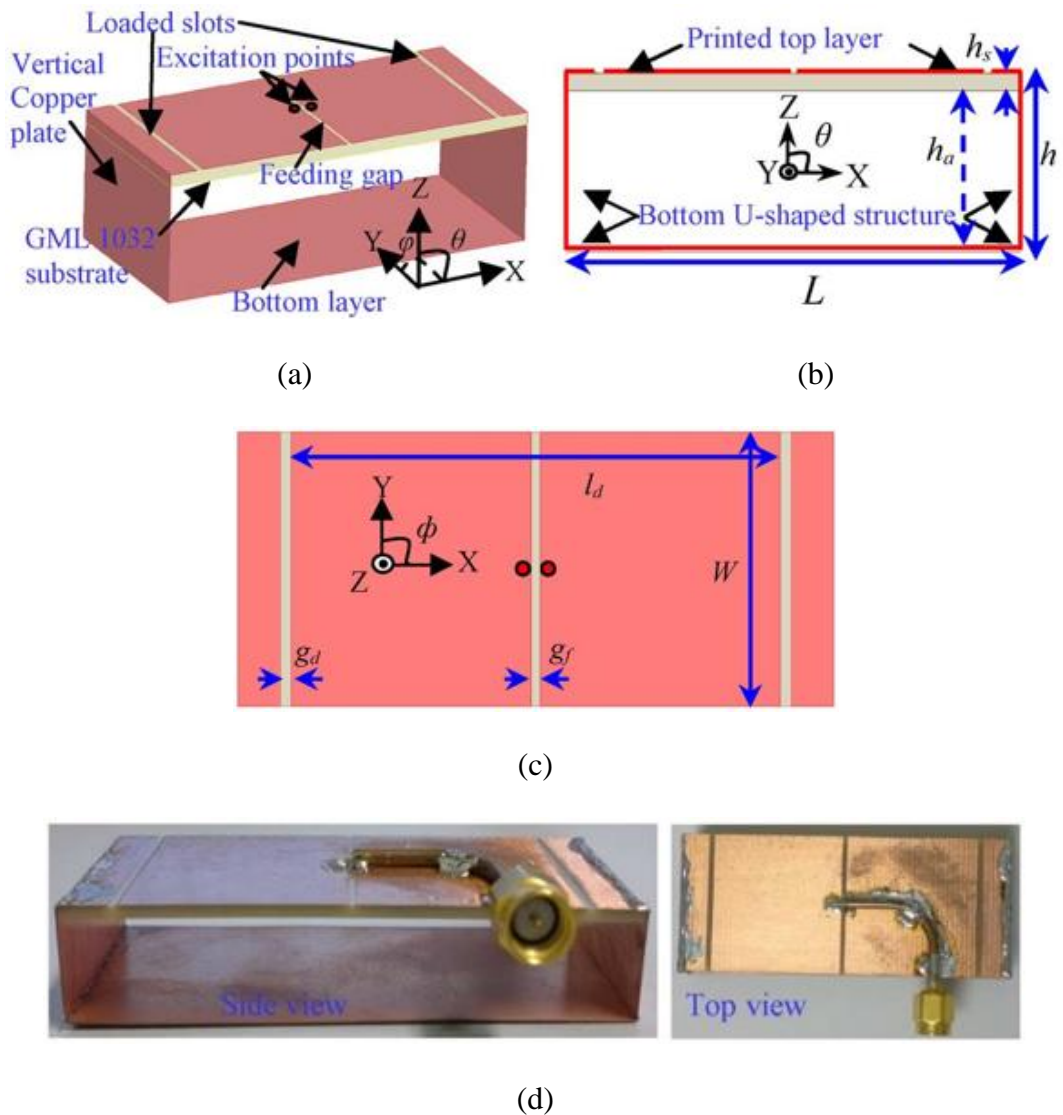 Loaded slots
Excitation points
Vertical
Copper
plate
Feeding gap
Z
GML 1032
substrate
Y
φ
θ
X
Bottom layer
(a)
Printed top layer
hs
Z
θ
Y
X
ha
h
Bottom U-shaped structure
L
(b)
ld
Y
ϕ
X
Z
W
gd
gf
(c)
Side view
Top view
(d)